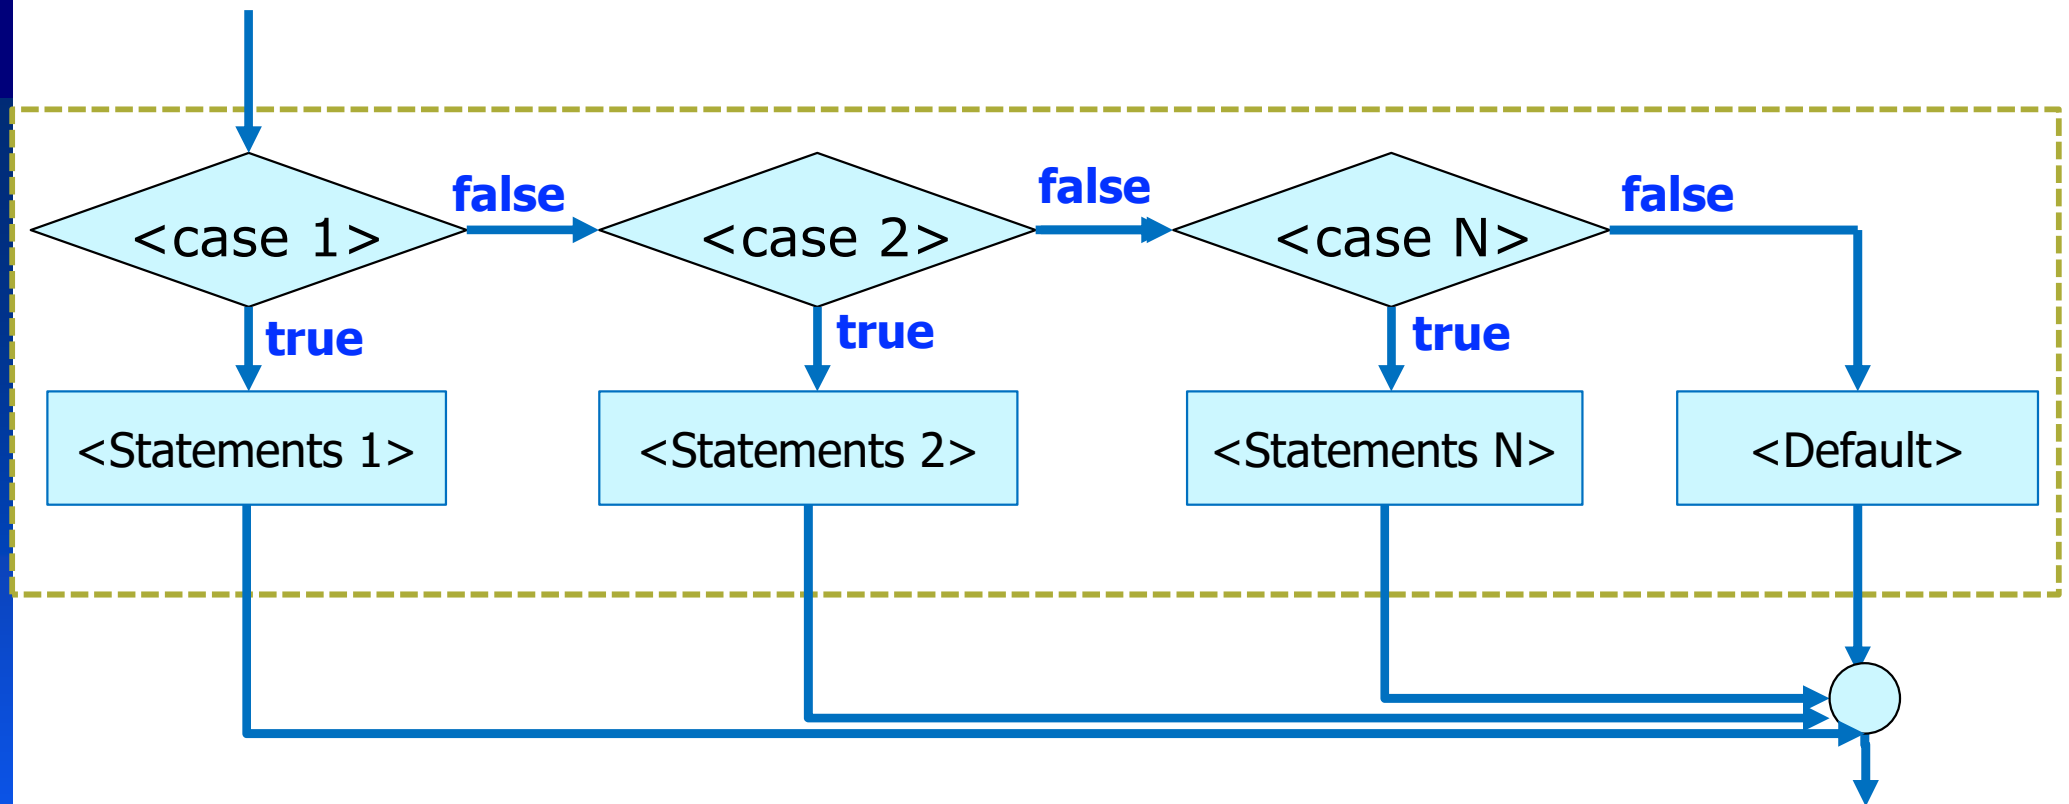 false
false
false
<case 1>
<case 2>
<case N>
true
true
true
<Statements 1>
<Statements 2>
<Statements N>
<Default>